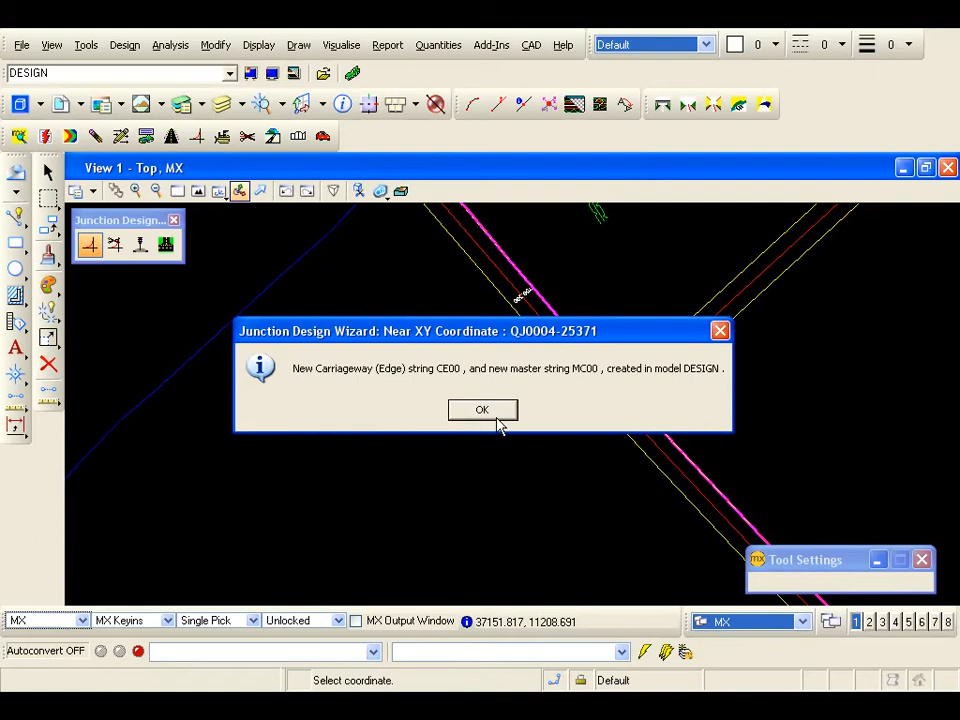 File View Tools Design Analysis Modify Display Draw Visualise Report Quantities Add-Ins CAD Help Default 0 0 0
DESIGN
View 1 - Top, MX
Junction Design...
Junction Design Wizard: Near XY Coordinate : QJ0004-25371
New Carriageway (Edge) string CE00 , and new master string MC00 , created in model DESIGN .
OK
Tool Settings
MX MX Keyins Single Pick Unlocked MX Output Window 37151.817, 11208.691 MX 1 2 3 4 5 6 7 8
Autoconvert OFF
Select coordinate. Default